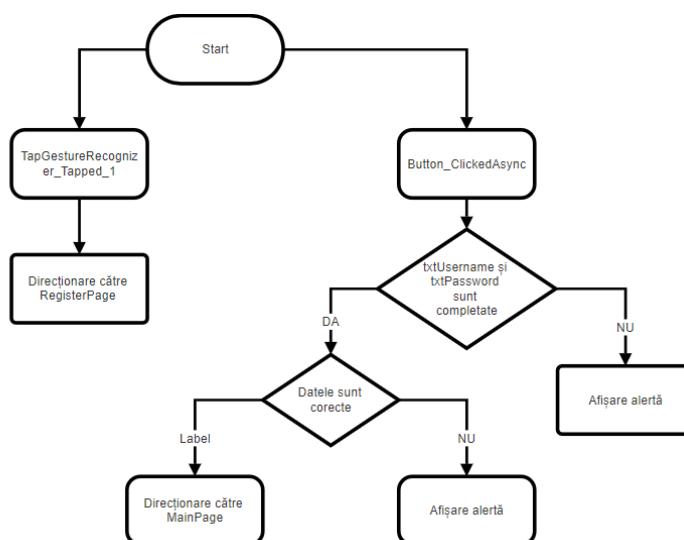 Start
TapGestureRecogniz
er_Tapped_1
Button_ClickedAsync
Direcționare către
RegisterPage
txtUsername și
txtPassword
sunt
completate
DA
NU
Datele sunt
corecte
Afișare alertă
Label
NU
Direcționare către
MainPage
Afișare alertă